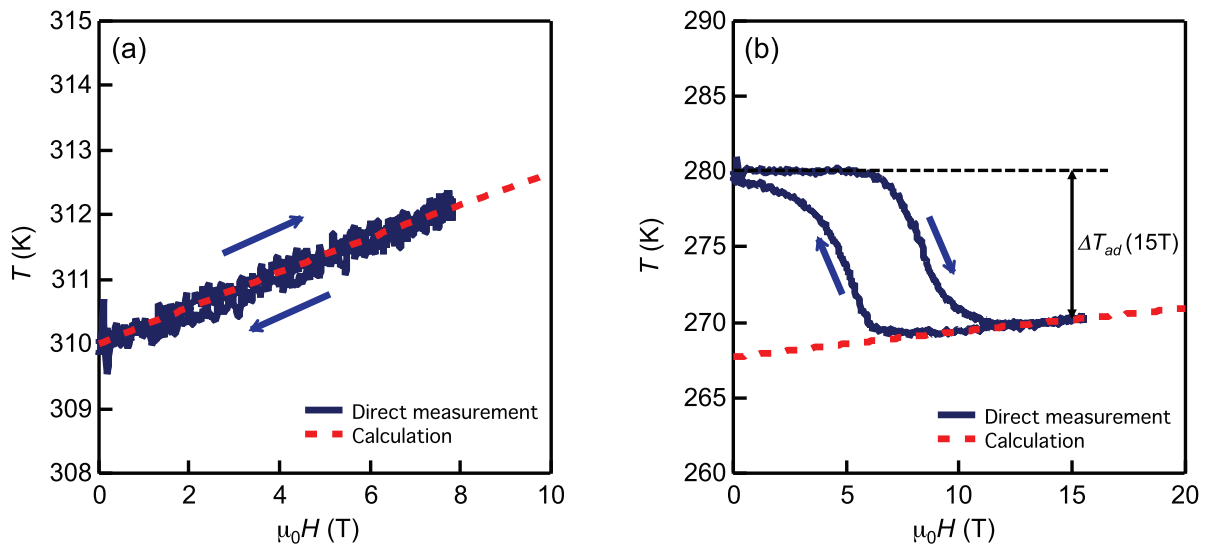 (a)
315
314
313
312
311
310
309
308
T (K)
0
2
4
6
8
10
μ₀H (T)
Direct measurement
Calculation
(b)
290
285
280
275
270
265
260
T (K)
0
5
10
15
20
μ₀H (T)
ΔT_ad (15T)
Direct measurement
Calculation